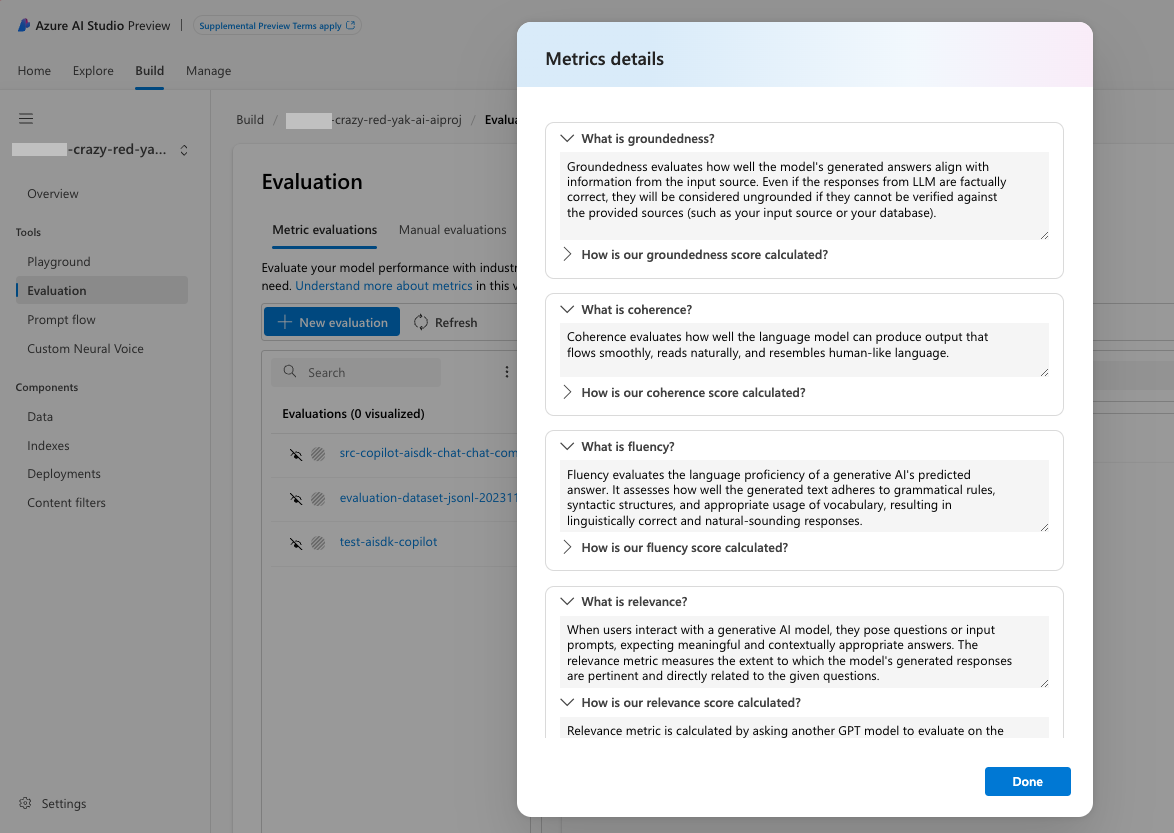 Azure AI Studio Preview
Supplemental Preview Terms apply
Home
Explore
Build
Manage
-crazy-red-ya...
Overview
Tools
Playground
Evaluation
Prompt flow
Custom Neural Voice
Components
Data
Indexes
Deployments
Content filters
Settings
Build / -crazy-red-yak-ai-aiproj / Evalua
Evaluation
Metric evaluations
Manual evaluations
Evaluate your model performance with industr
need. Understand more about metrics in this v
New evaluation
Refresh
Search
Evaluations (0 visualized)
src-copilot-aisdk-chat-chat-com
evaluation-dataset-jsonl-202311
test-aisdk-copilot
Metrics details
What is groundedness?
Groundedness evaluates how well the model's generated answers align with
information from the input source. Even if the responses from LLM are factually
correct, they will be considered ungrounded if they cannot be verified against
the provided sources (such as your input source or your database).
How is our groundedness score calculated?
What is coherence?
Coherence evaluates how well the language model can produce output that
flows smoothly, reads naturally, and resembles human-like language.
How is our coherence score calculated?
What is fluency?
Fluency evaluates the language proficiency of a generative AI's predicted
answer. It assesses how well the generated text adheres to grammatical rules,
syntactic structures, and appropriate usage of vocabulary, resulting in
linguistically correct and natural-sounding responses.
How is our fluency score calculated?
What is relevance?
When users interact with a generative AI model, they pose questions or input
prompts, expecting meaningful and contextually appropriate answers. The
relevance metric measures the extent to which the model's generated responses
are pertinent and directly related to the given questions.
How is our relevance score calculated?
Relevance metric is calculated by asking another GPT model to evaluate on the
Done